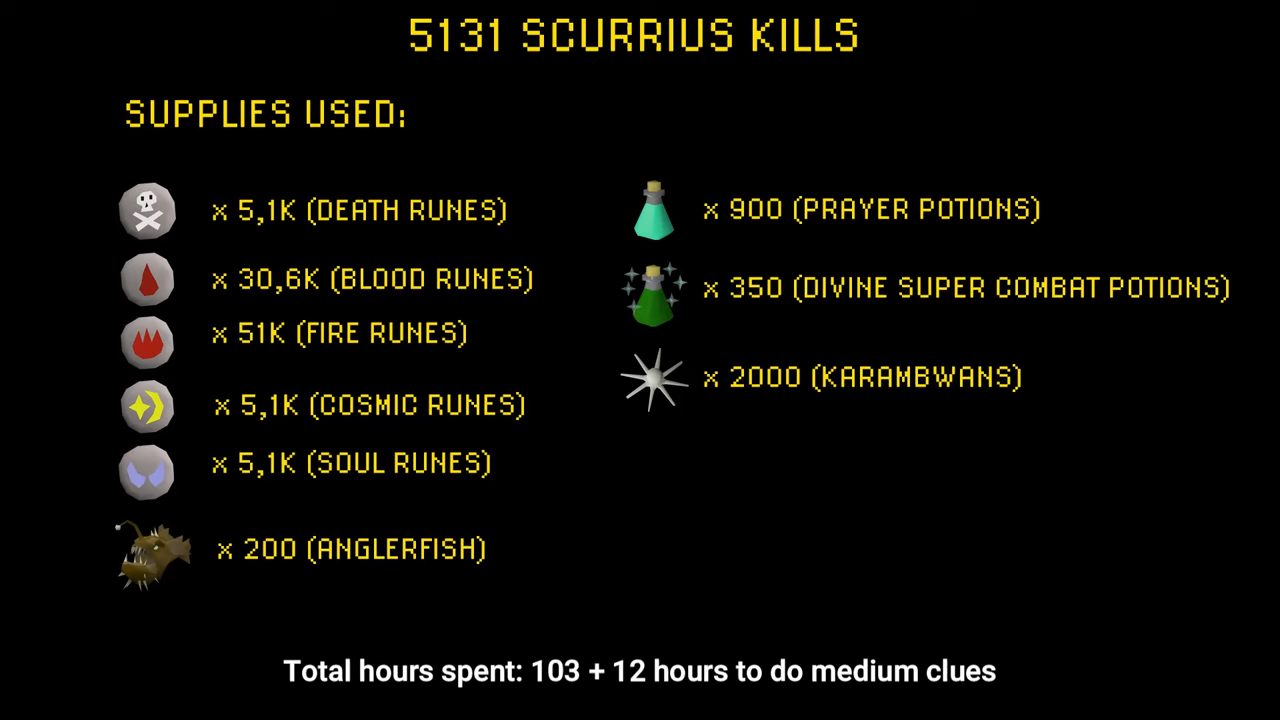 5131 SCURRIUS KILLS
SUPPLIES USED:
x 5,1K (DEATH RUNES)
x 30,6K (BLOOD RUNES)
x 51K (FIRE RUNES)
x 5,1K (COSMIC RUNES)
x 5,1K (SOUL RUNES)
x 200 (ANGLERFISH)
x 900 (PRAYER POTIONS)
x 350 (DIVINE SUPER COMBAT POTIONS)
x 2000 (KARAMBWANS)
Total hours spent: 103 + 12 hours to do medium clues